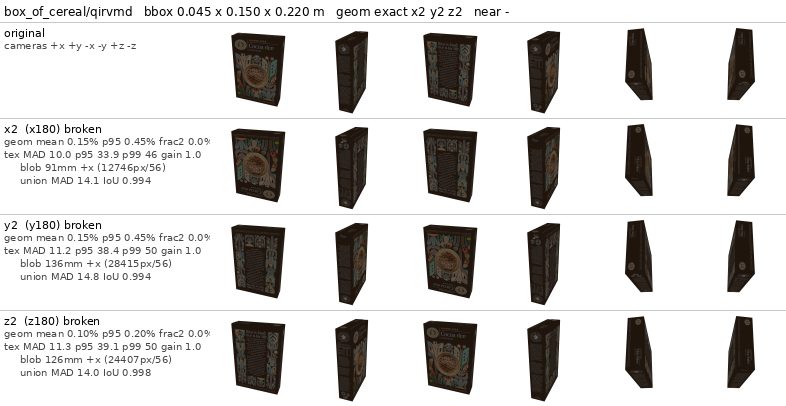 box_of_cereal/qirvmd   bbox 0.045 x 0.150 x 0.220 m   geom exact x2 y2 z2   near -
original
cameras +x +y -x -y +z -z
x2  (x180) broken
geom mean 0.15% p95 0.45% frac2 0.0%
tex MAD 10.0 p95 33.9 p99 46 gain 1.0
blob 91mm +x (12746px/56)
union MAD 14.1 IoU 0.994
y2  (y180) broken
geom mean 0.15% p95 0.45% frac2 0.0%
tex MAD 11.2 p95 38.4 p99 50 gain 1.0
blob 136mm +x (28415px/56)
union MAD 14.8 IoU 0.994
z2  (z180) broken
geom mean 0.10% p95 0.20% frac2 0.0%
tex MAD 11.3 p95 39.1 p99 50 gain 1.0
blob 126mm +x (24407px/56)
union MAD 14.0 IoU 0.998